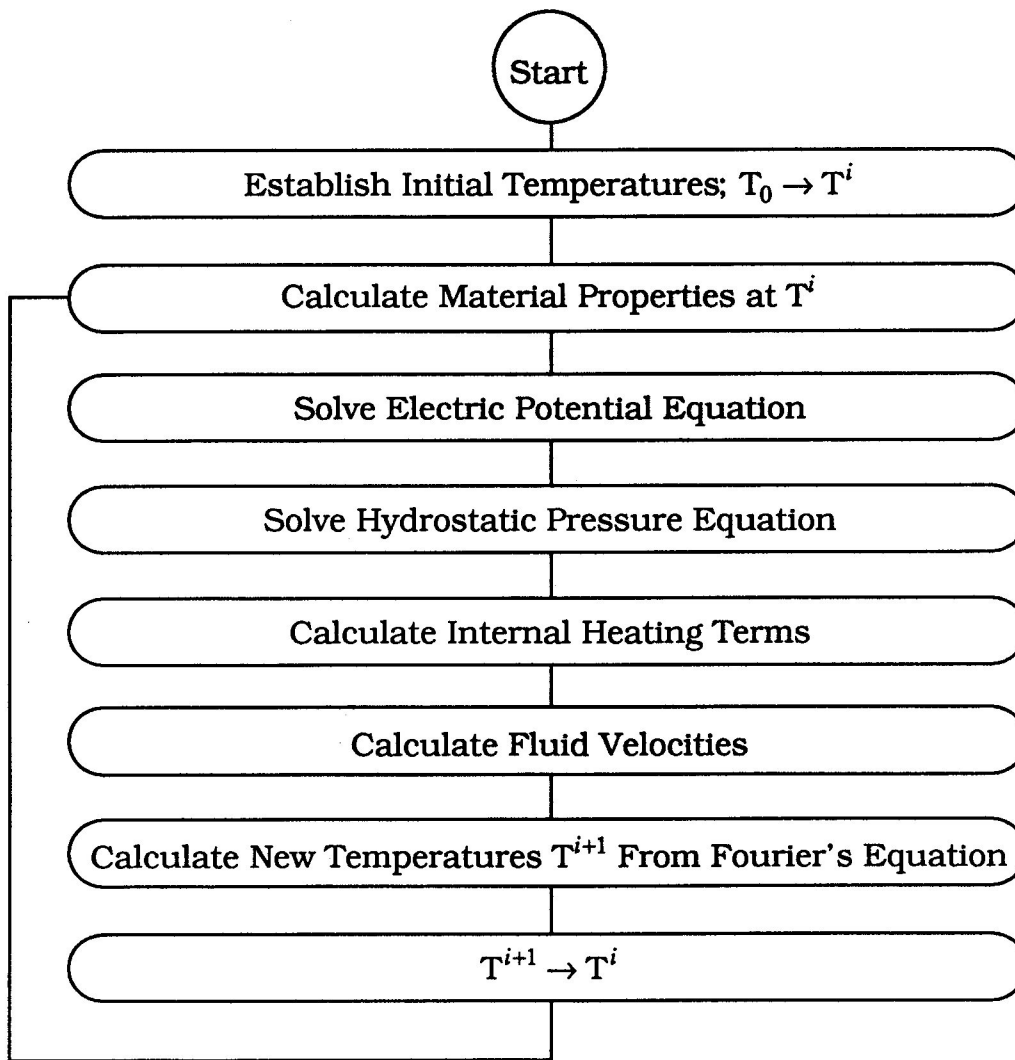 Start
Establish Initial Temperatures; T₀ → Tⁱ
Calculate Material Properties at Tⁱ
Solve Electric Potential Equation
Solve Hydrostatic Pressure Equation
Calculate Internal Heating Terms
Calculate Fluid Velocities
Calculate New Temperatures Tⁱ⁺¹ From Fourier's Equation
Tⁱ⁺¹ → Tⁱ